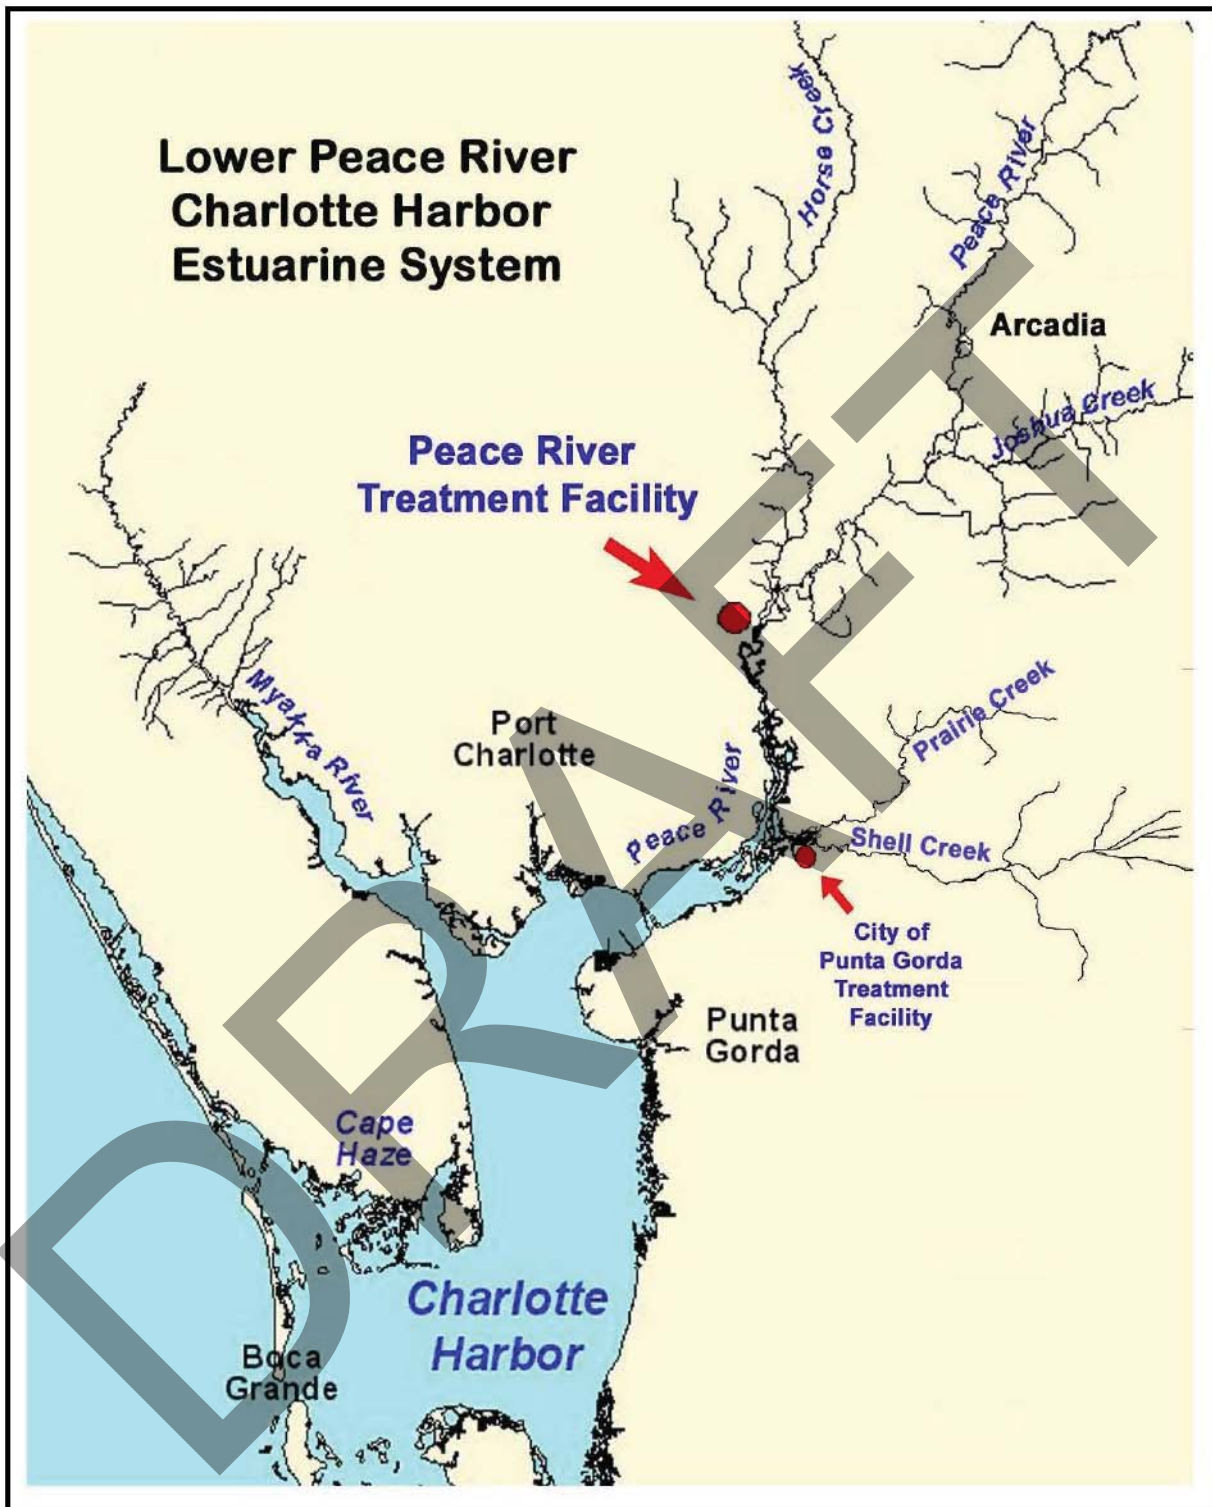 Lower Peace River
Charlotte Harbor
Estuarine System
Horse Creek
Peace River
Arcadia
Joshua Creek
Peace River
Treatment Facility
Myakka River
Port
Charlotte
Peace River
Prairie Creek
Shell Creek
City of
Punta Gorda
Treatment
Facility
Punta
Gorda
Cape
Haze
Charlotte
Harbor
Boca
Grande
DRAFT